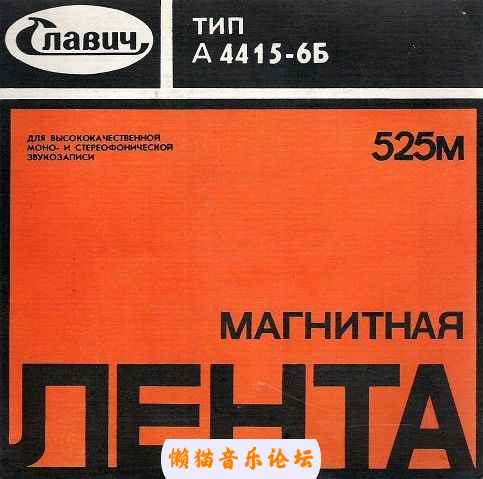 Славич
ТИП
А 4415-6Б
ДЛЯ ВЫСОКОКАЧЕСТВЕННОЙ
МОНО- И СТЕРЕОФОНИЧЕСКОЙ
ЗВУКОЗАПИСИ
525М
МАГНИТНАЯ
ЛЕНТА
懒猫音乐论坛